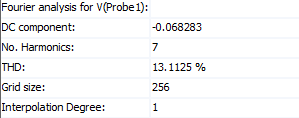 Fourier analysis for V(Probe1):
DC component: -0.068283
No. Harmonics: 7
THD: 13.1125 %
Grid size: 256
Interpolation Degree: 1